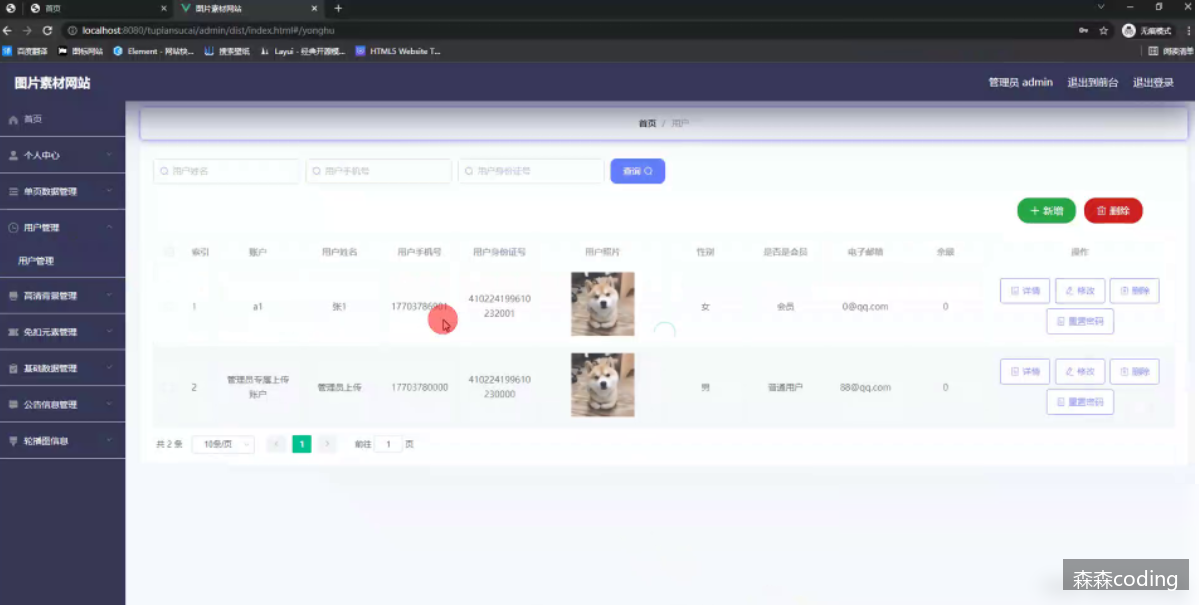 首页
图片素材网站
localhost:8080/tupiansucai/admin/dist/index.html#/yonghu
无痕模式
百度翻译
图标网站
Element - 网站快...
搜索壁纸
Layui - 经典开源模...
HTML5 Website T...
阅读清单
图片素材网站
管理员 admin
退出到前台
退出登录
首页
个人中心
单页数据管理
用户管理
用户管理
高清背景管理
免扣元素管理
基础数据管理
公告信息管理
轮播图信息
首页 / 用户
用户姓名
用户手机号
用户身份证号
查询
+ 新增
删除
索引 账户 用户姓名 用户手机号 用户身份证号 用户照片 性别 是否是会员 电子邮箱 余额 操作
1 a1 张1 17703786901 410224199610232001 女 会员 0@qq.com 0
详情 修改 删除
重置密码
2 管理员专属上传账户 管理员上传 17703780000 410224199610230000 男 普通用户 88@qq.com 0
详情 修改 删除
重置密码
共 2 条 10条/页 1 前往 1 页
森森coding